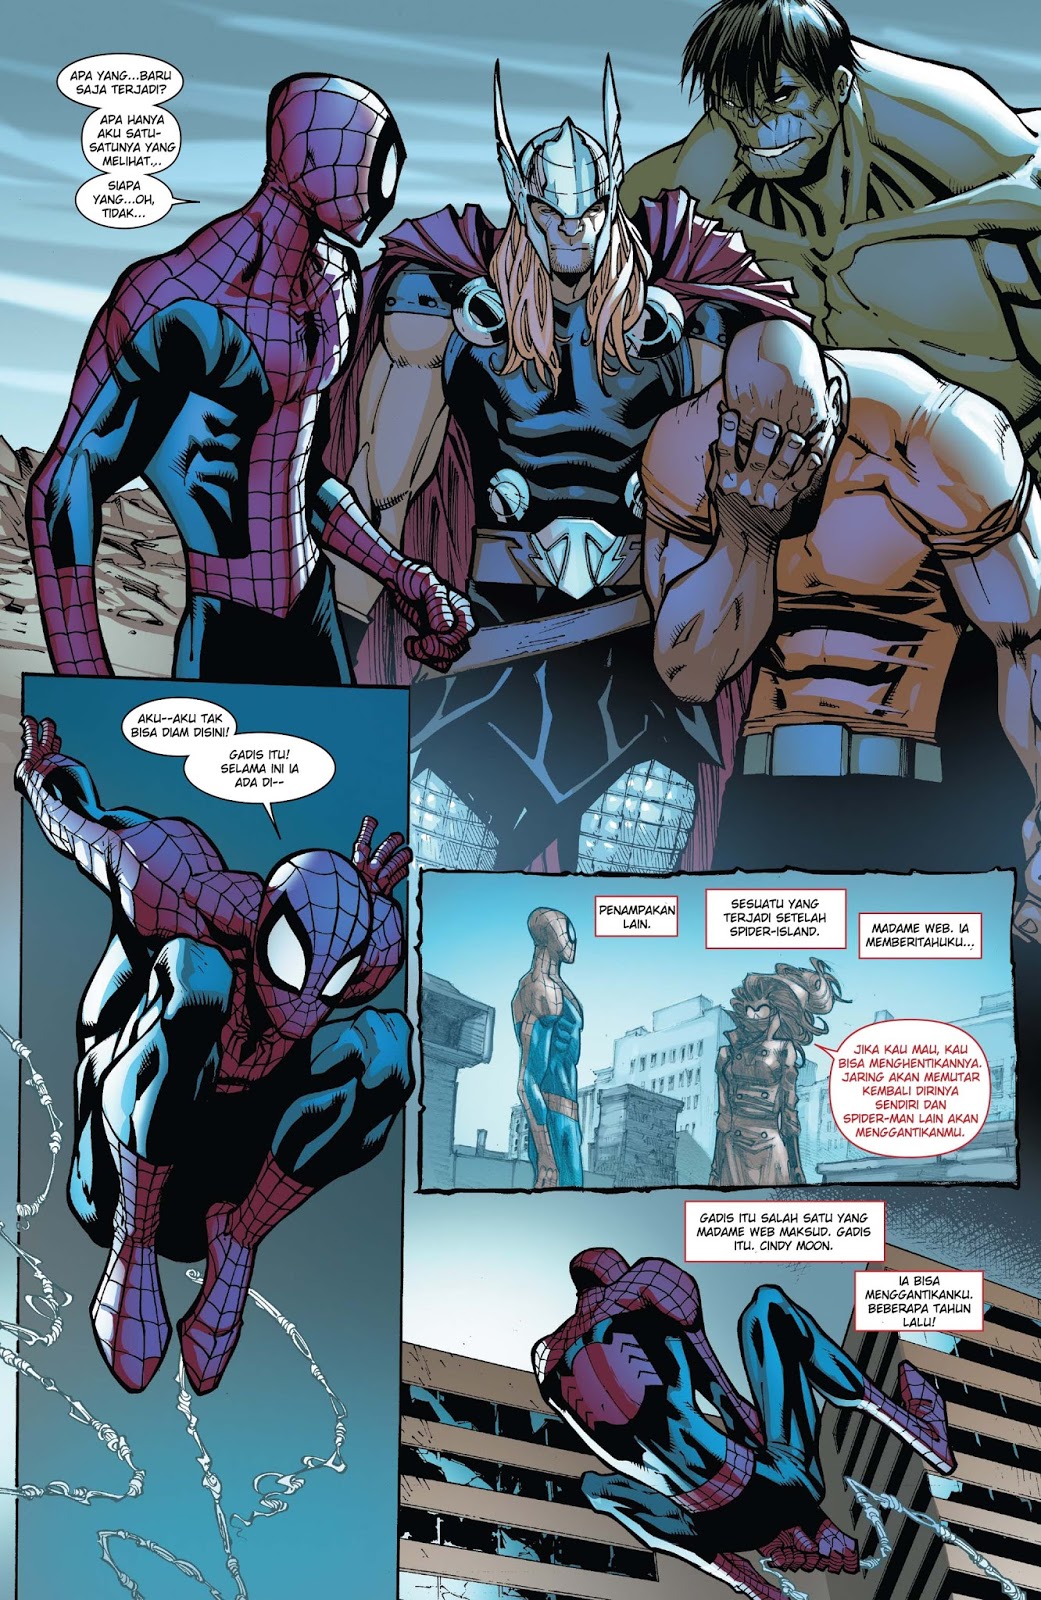 APA YANG...BARU
SAJA TERJADI?
APA HANYA
AKU SATU-
SATUNYA YANG
MELIHAT...
SIAPA
YANG...OH,
TIDAK...
AKU--AKU TAK
BISA DIAM DISINI!
GADIS ITU!
SELAMA INI IA
ADA DI--
PENAMPAKAN
LAIN.
SESUATU YANG
TERJADI SETELAH
SPIDER-ISLAND.
MADAME WEB. IA
MEMBERITAHUKU...
JIKA KAU MAU, KAU
BISA MENGHENTIKANNYA.
JARING AKAN MEMUTAR
KEMBALI DIRINYA
SENDIRI DAN
SPIDER-MAN LAIN AKAN
MENGGANTIKANMU.
GADIS ITU SALAH SATU YANG
MADAME WEB MAKSUD. GADIS
ITU. CINDY MOON.
IA BISA
MENGGANTIKANKU.
BEBERAPA TAHUN
LALU!